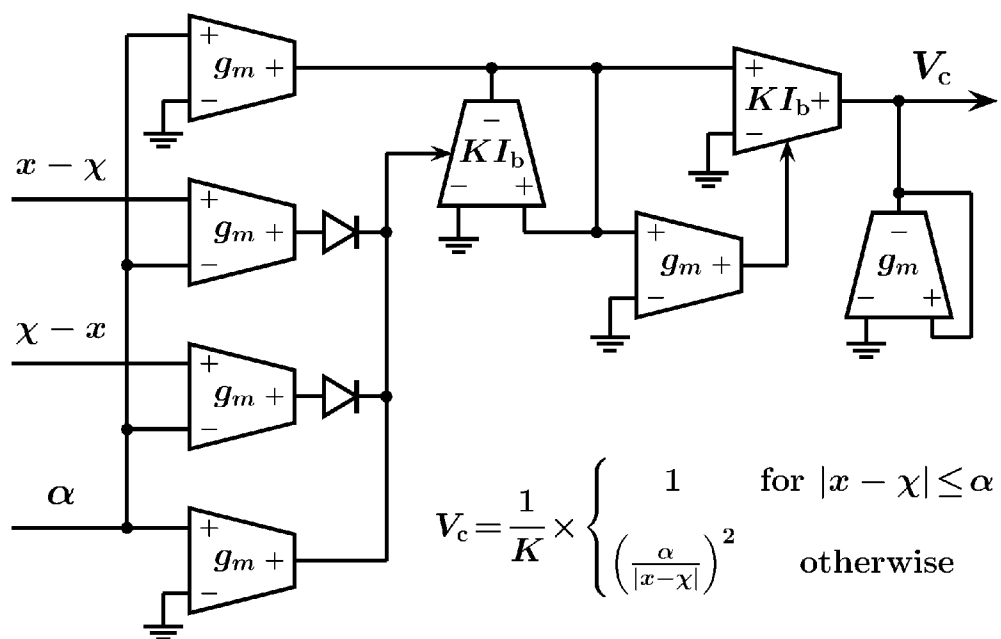 + g_m + −
+ KI_b + −
V_c
− KI_b − +
x − χ
+ g_m + −
+ g_m + −
− g_m − +
χ − x
+ g_m + −
α
+ g_m + −
V_c = 1/K × { 1 for |x − χ| ≤ α
(α/|x−χ|)^2 otherwise